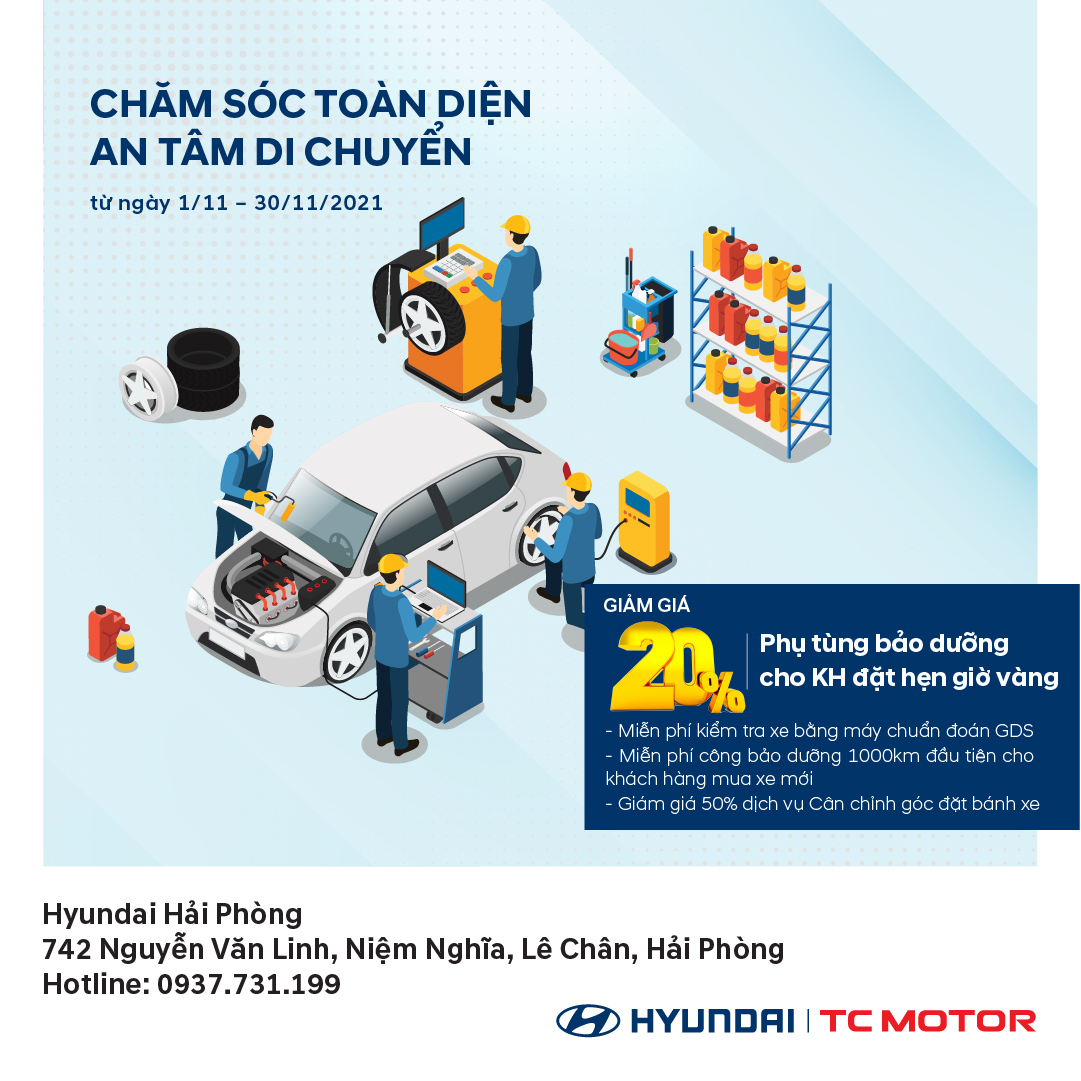 CHĂM SÓC TOÀN DIỆN
AN TÂM DI CHUYỂN
từ ngày 1/11 – 30/11/2021
GIẢM GIÁ
20%
Phụ tùng bảo dưỡng
cho KH đặt hẹn giờ vàng
- Miễn phí kiểm tra xe bằng máy chuẩn đoán GDS
- Miễn phí công bảo dưỡng 1000km đầu tiên cho
khách hàng mua xe mới
- Giảm giá 50% dịch vụ Cân chỉnh góc đặt bánh xe
Hyundai Hải Phòng
742 Nguyễn Văn Linh, Niệm Nghĩa, Lê Chân, Hải Phòng
Hotline: 0937.731.199
HYUNDAI | TC MOTOR